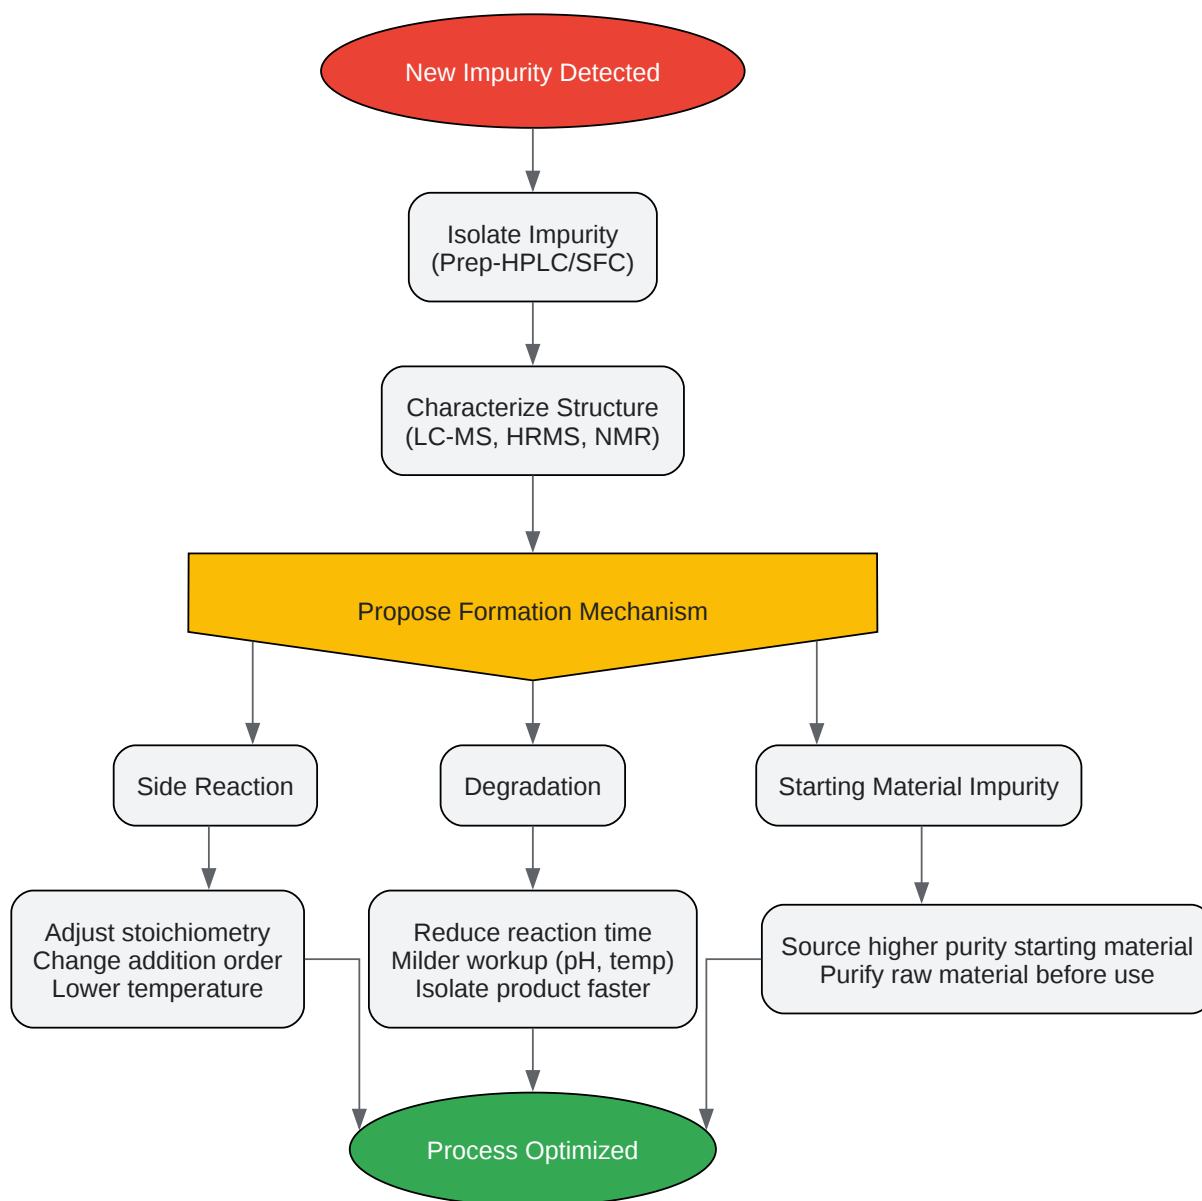 New Impurity Detected
Isolate Impurity
(Prep-HPLC/SFC)
Characterize Structure
(LC-MS, HRMS, NMR)
Propose Formation Mechanism
Side Reaction
Degradation
Starting Material Impurity
Adjust stoichiometry
Change addition order
Lower temperature
Reduce reaction time
Milder workup (pH, temp)
Isolate product faster
Source higher purity starting material
Purify raw material before use
Process Optimized